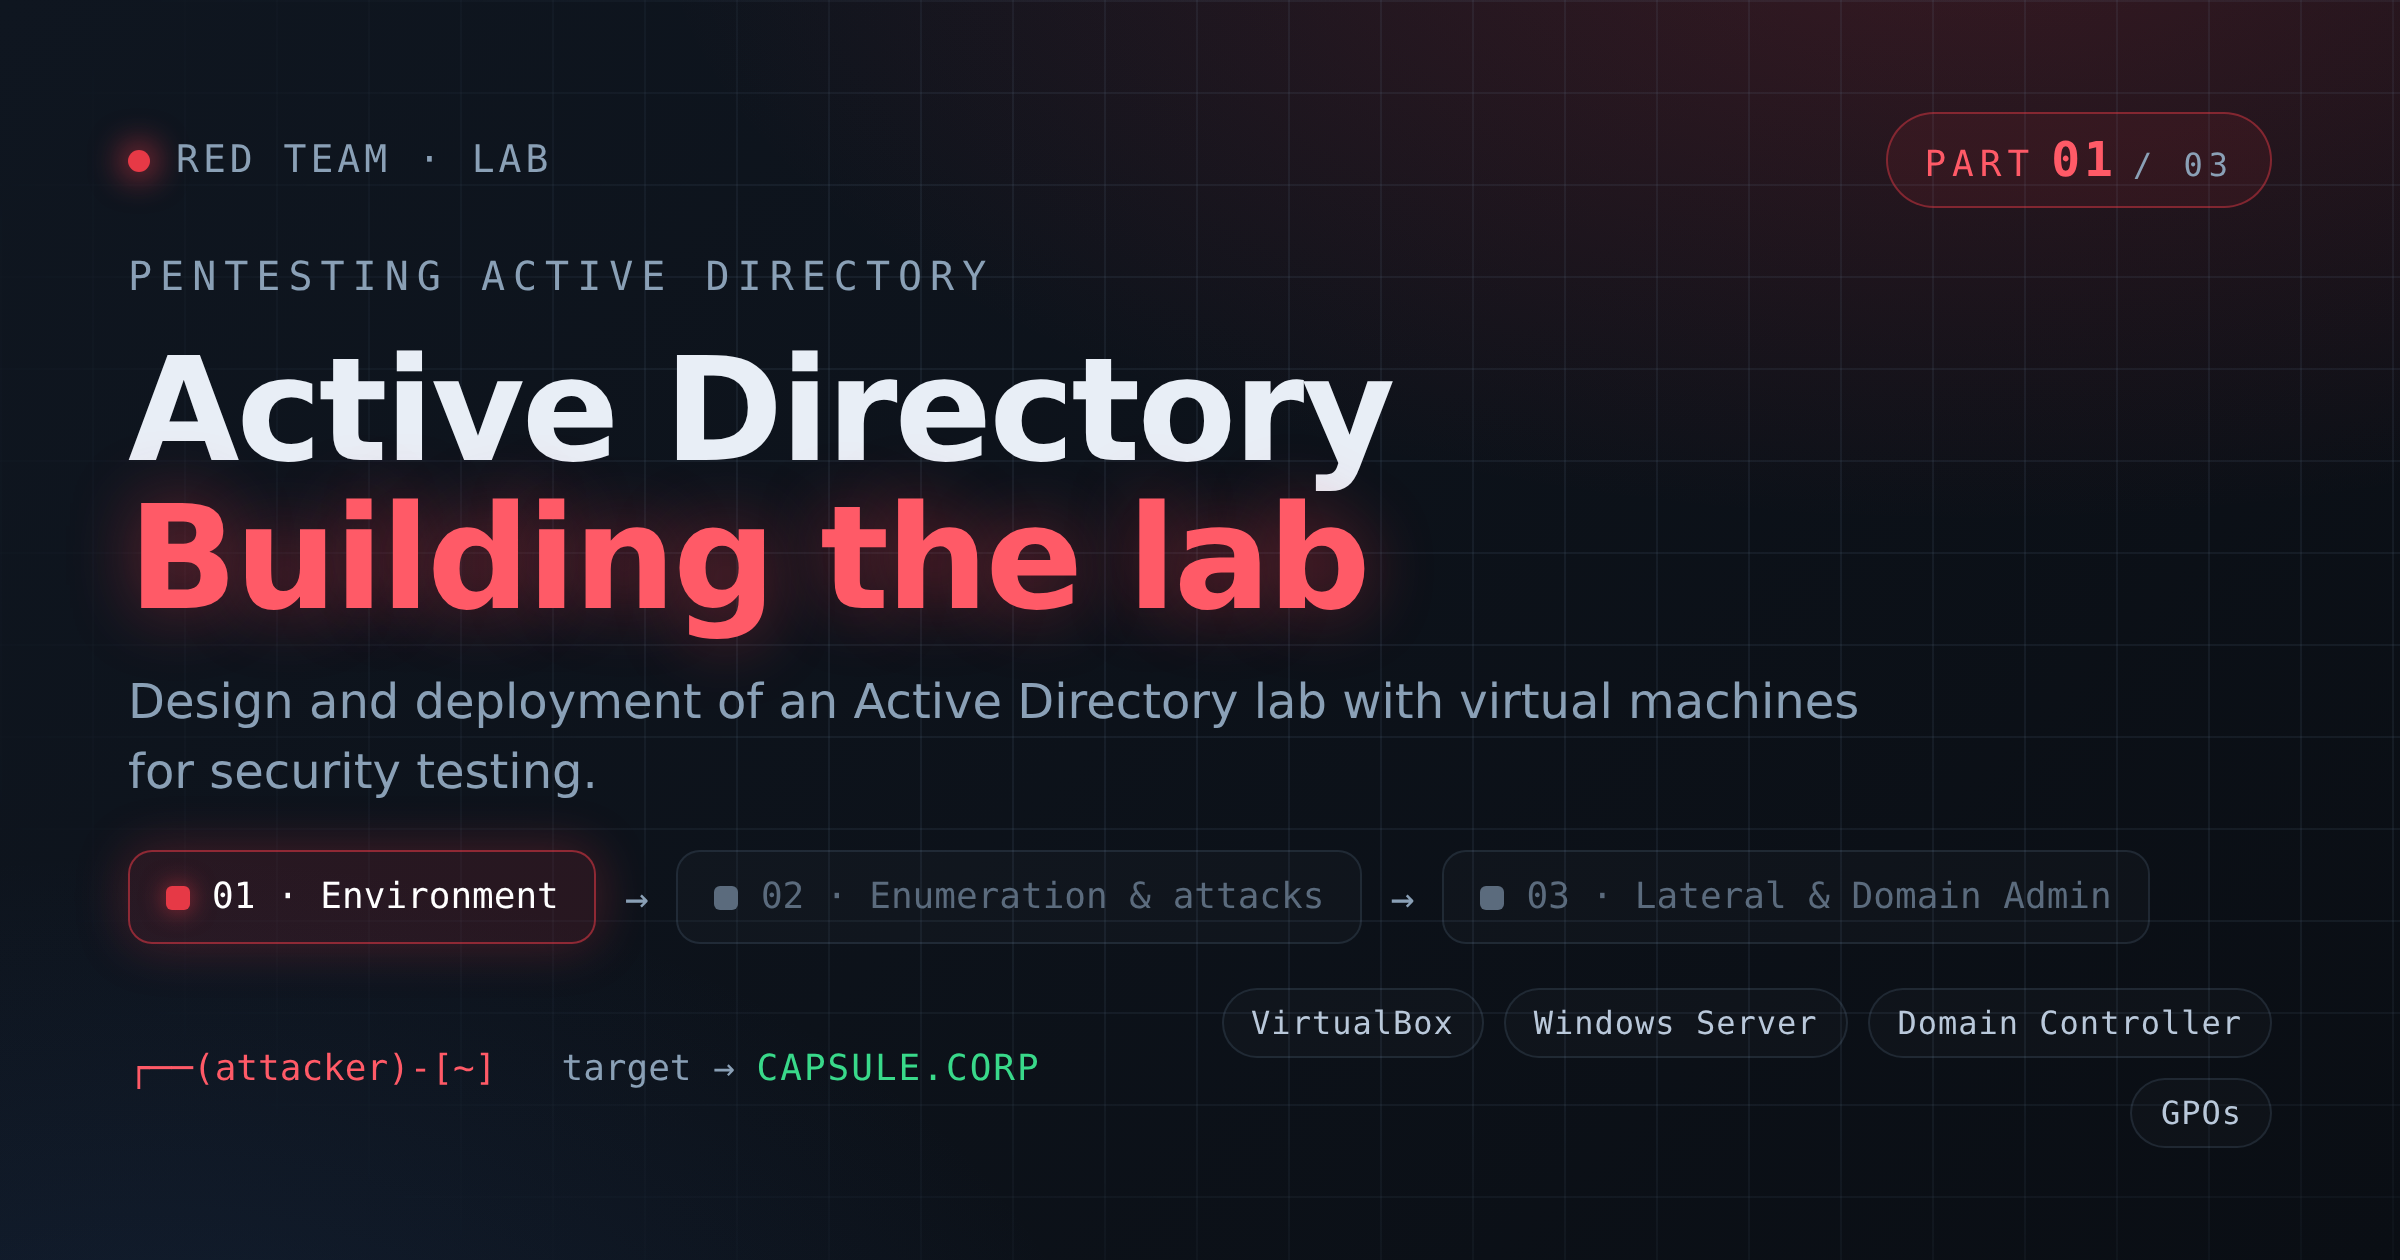 RED TEAM · LAB
PART 01 / 03
PENTESTING ACTIVE DIRECTORY
Active Directory
Building the lab
Design and deployment of an Active Directory lab with virtual machines
for security testing.
01 · Environment → 02 · Enumeration & attacks → 03 · Lateral & Domain Admin
┌──(attacker)-[~] target → CAPSULE.CORP
VirtualBox Windows Server Domain Controller
GPOs